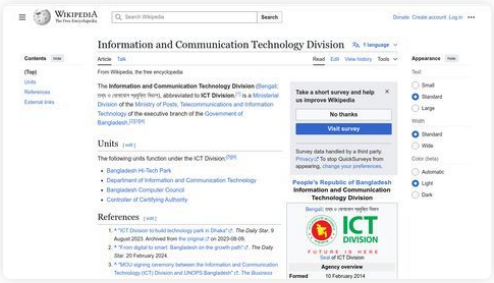 WIKIPEDIA
The Free Encyclopedia
Search Wikipedia
Search
Donate Create account Log in
Contents hide
(Top)
Units
References
External links
Information and Communication Technology Division
1 language
Article Talk
Read Edit View history Tools
From Wikipedia, the free encyclopedia
The Information and Communication Technology Division (Bengali:
তথ্য ও যোগাযোগ প্রযুক্তি বিভাগ), abbreviated to ICT Division,[1] is a Ministerial
Division of the Ministry of Posts, Telecommunications and Information
Technology of the executive branch of the Government of
Bangladesh.[2][3][4]
Units [edit]
The following units function under the ICT Division:[5][6]
• Bangladesh Hi-Tech Park
• Department of Information and Communication Technology
• Bangladesh Computer Council
• Controller of Certifying Authority
References [edit]
1. ^ "ICT Division to build technology park in Dhaka". The Daily Star. 9
August 2023. Archived from the original on 2023-08-09.
2. ^ "From digital to smart: Bangladesh on the growth path". The Daily
Star. 20 February 2024.
3. ^ "MOU signing ceremony between the Information and Communication
Technology (ICT) Division and UNOPS Bangladesh". The Business
Take a short survey and help
us improve Wikipedia
No thanks
Visit survey
Survey data handled by a third party.
Privacy To stop QuickSurveys from
appearing, change your preferences.
People's Republic of Bangladesh
Information and Communication
Technology Division
তথ্য ও যোগাযোগ প্রযুক্তি বিভাগ
ICT
DIVISION
FUTURE IS HERE
Seal of ICT Division
Agency overview
Formed 10 February 2014
Appearance hide
Text
Small
Standard
Large
Width
Standard
Wide
Color (beta)
Automatic
Light
Dark